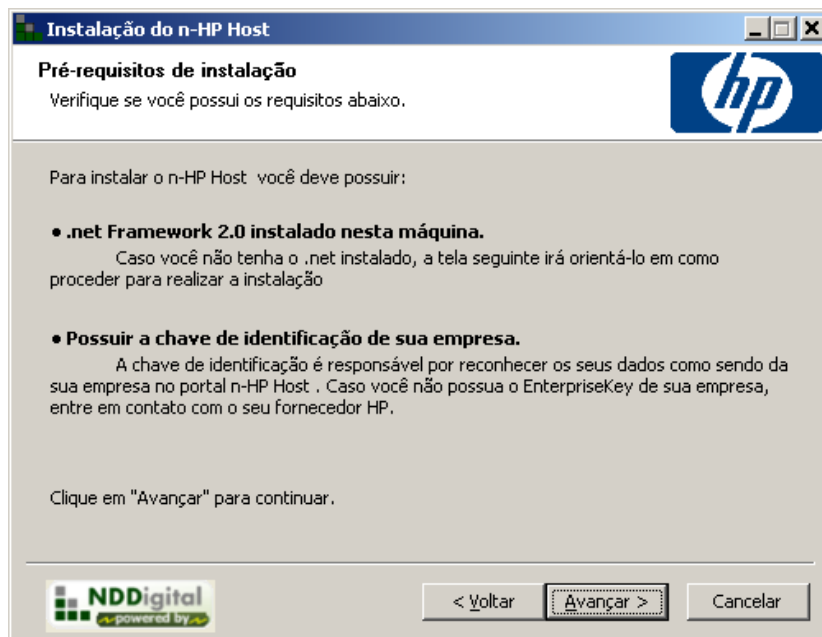 Instalação do n-HP Host
Pré-requisitos de instalação
Verifique se você possui os requisitos abaixo.
hp
Para instalar o n-HP Host você deve possuir:
• .net Framework 2.0 instalado nesta máquina.
Caso você não tenha o .net instalado, a tela seguinte irá orientá-lo em como
proceder para realizar a instalação
• Possuir a chave de identificação de sua empresa.
A chave de identificação é responsável por reconhecer os seus dados como sendo da
sua empresa no portal n-HP Host . Caso você não possua o EnterpriseKey de sua empresa,
entre em contato com o seu fornecedor HP.
Clique em "Avançar" para continuar.
NDDigital
powered by
< Voltar
Avançar >
Cancelar